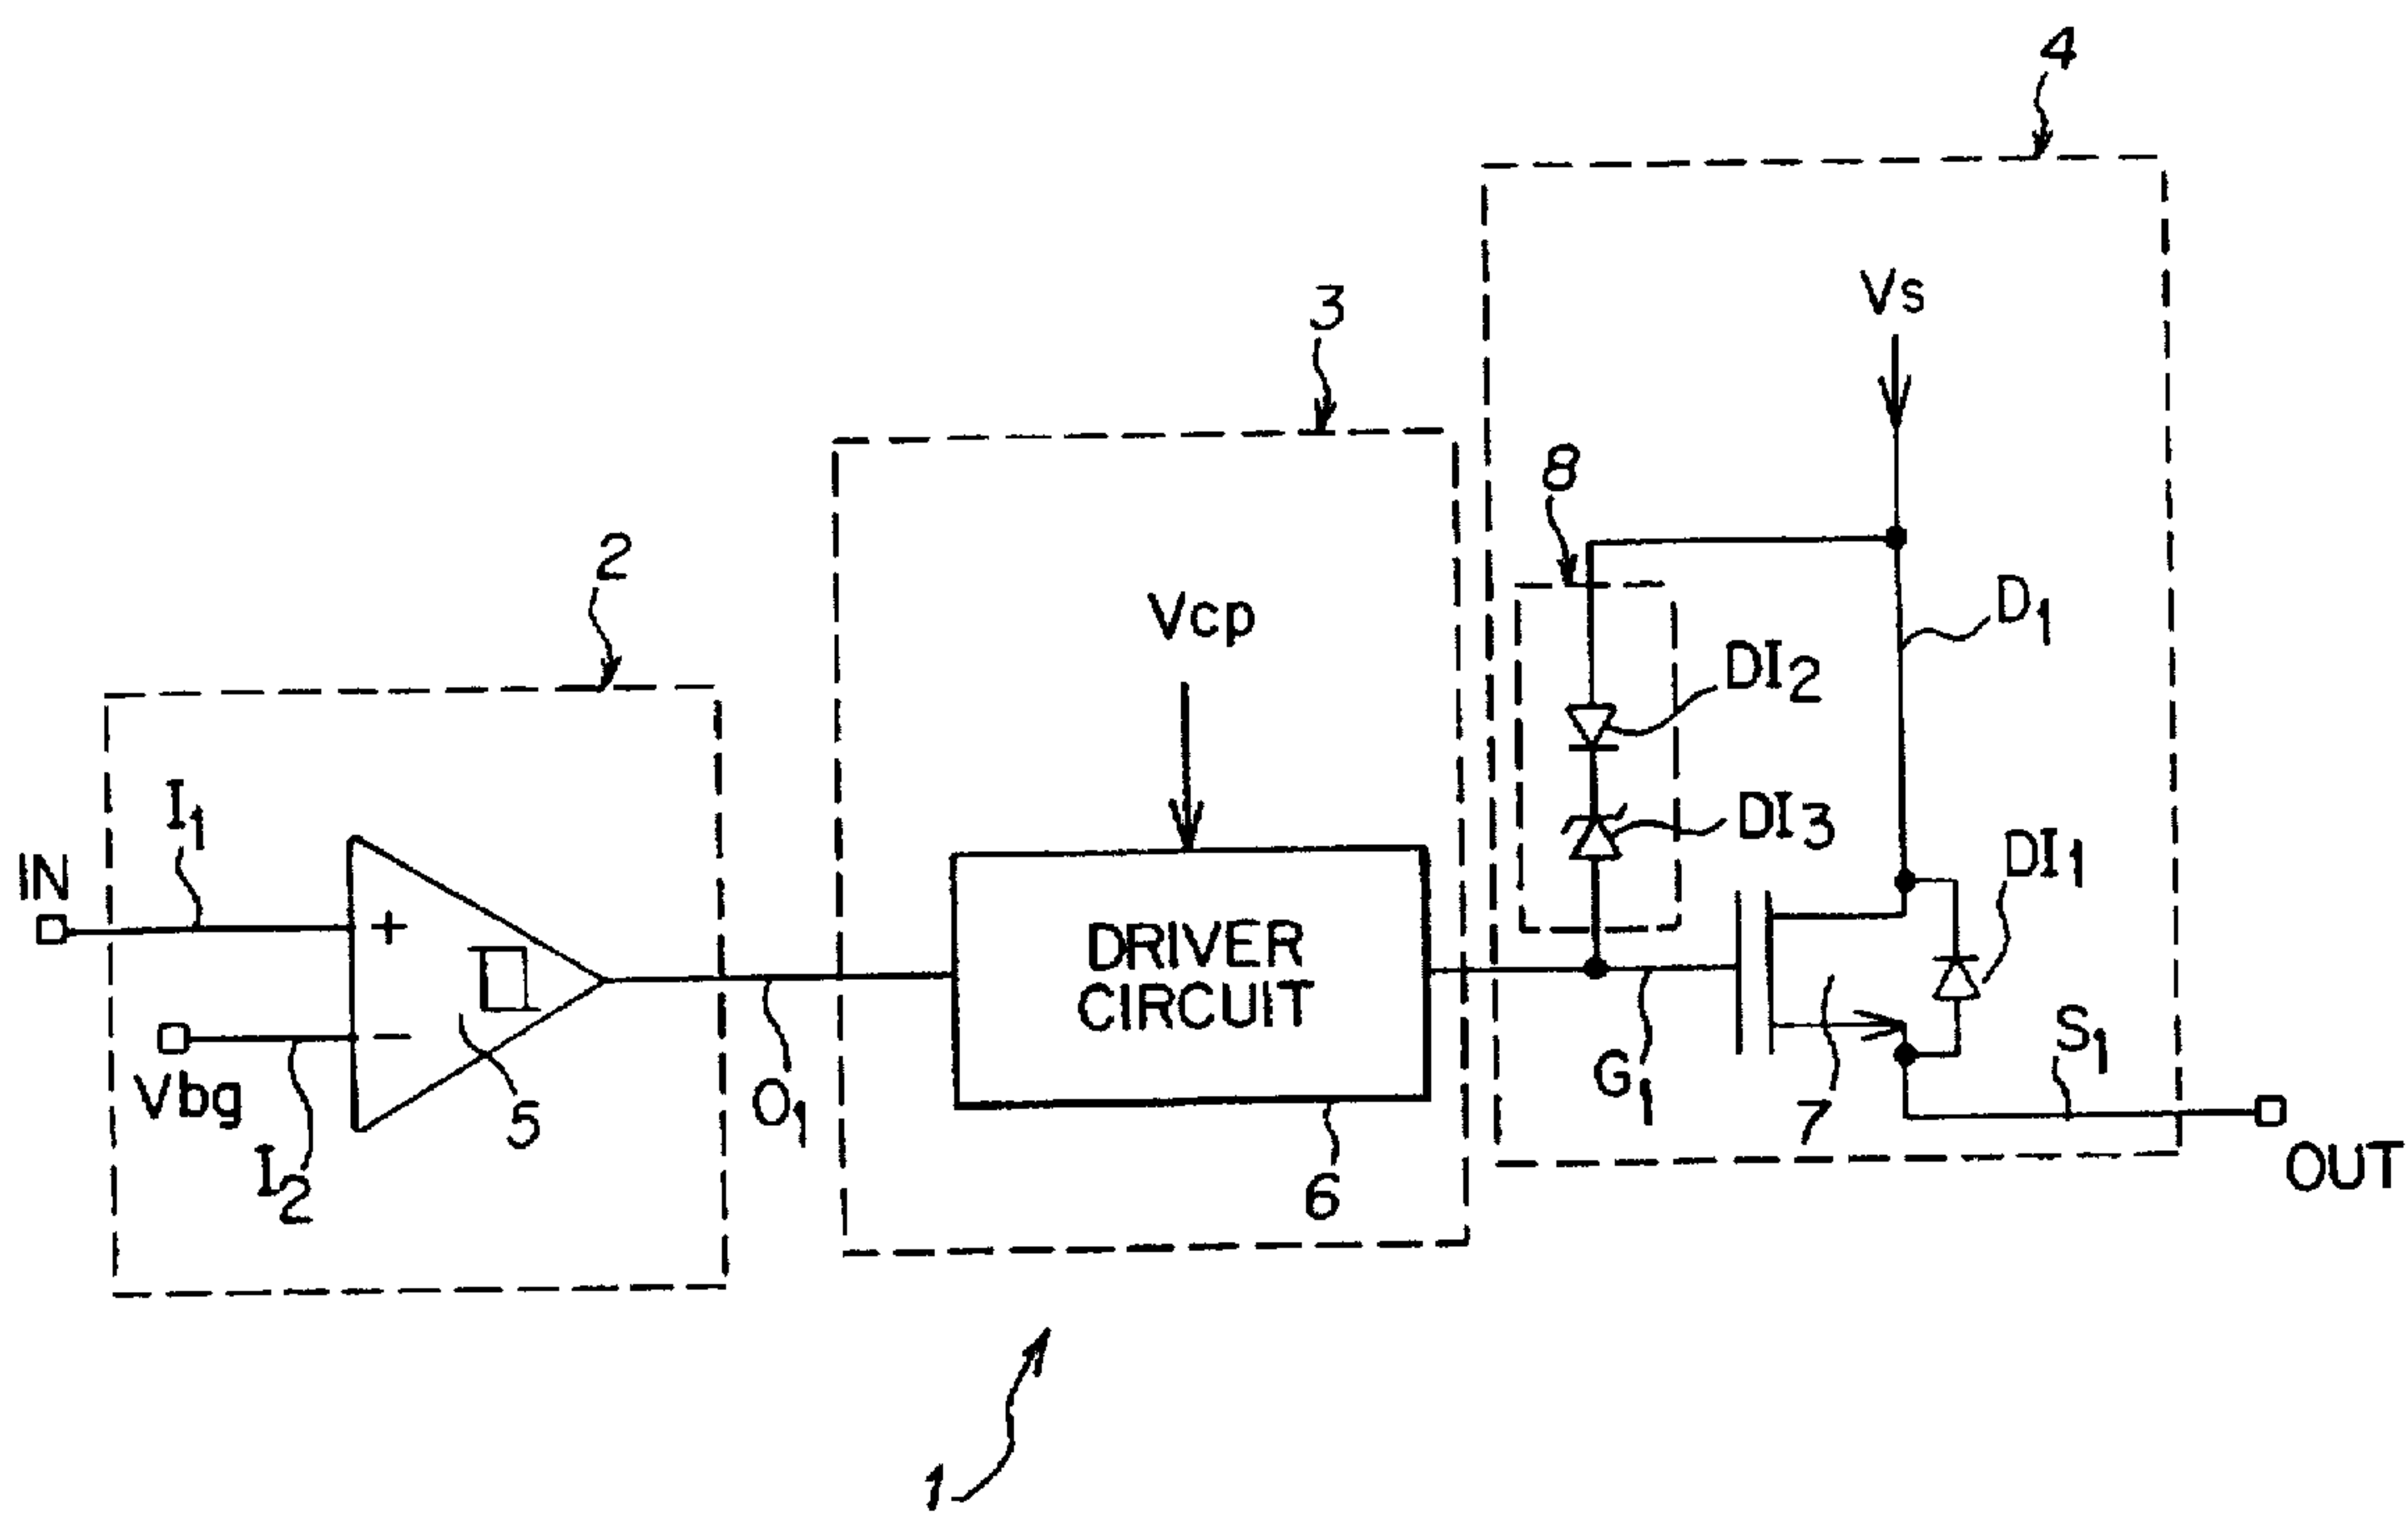 4
3
Vs
8
2
Vcp
D1
DI2
I1
DI3
IN
DI1
+
DRIVER
CIRCUIT
−
S1
Vbg
O1
G1
5
7
I2
6
OUT
1